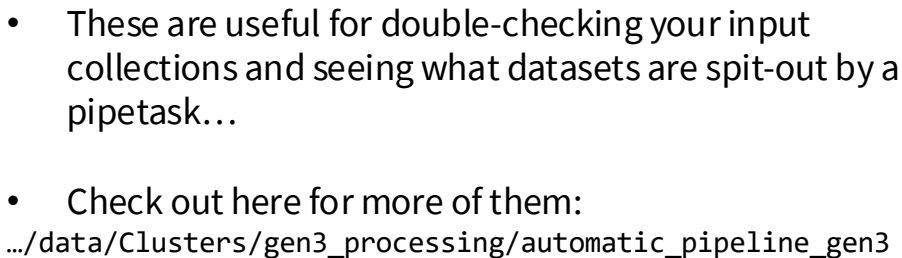 • These are useful for double-checking your input
collections and seeing what datasets are spit-out by a
pipetask…
• Check out here for more of them:
…/data/Clusters/gen3_processing/automatic_pipeline_gen3